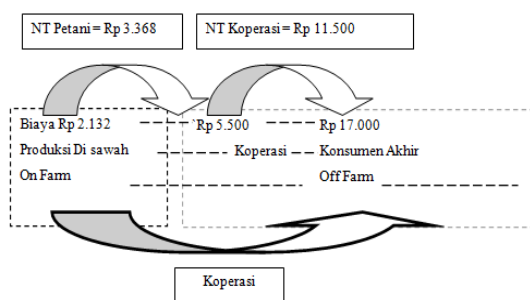 NT Petani = Rp 3.368
NT Koperasi = Rp 11.500
Biaya Rp 2.132
`Rp 5.500
Rp 17.000
Produksi Di sawah
Koperasi
Konsumen Akhir
On Farm
Off Farm
Koperasi